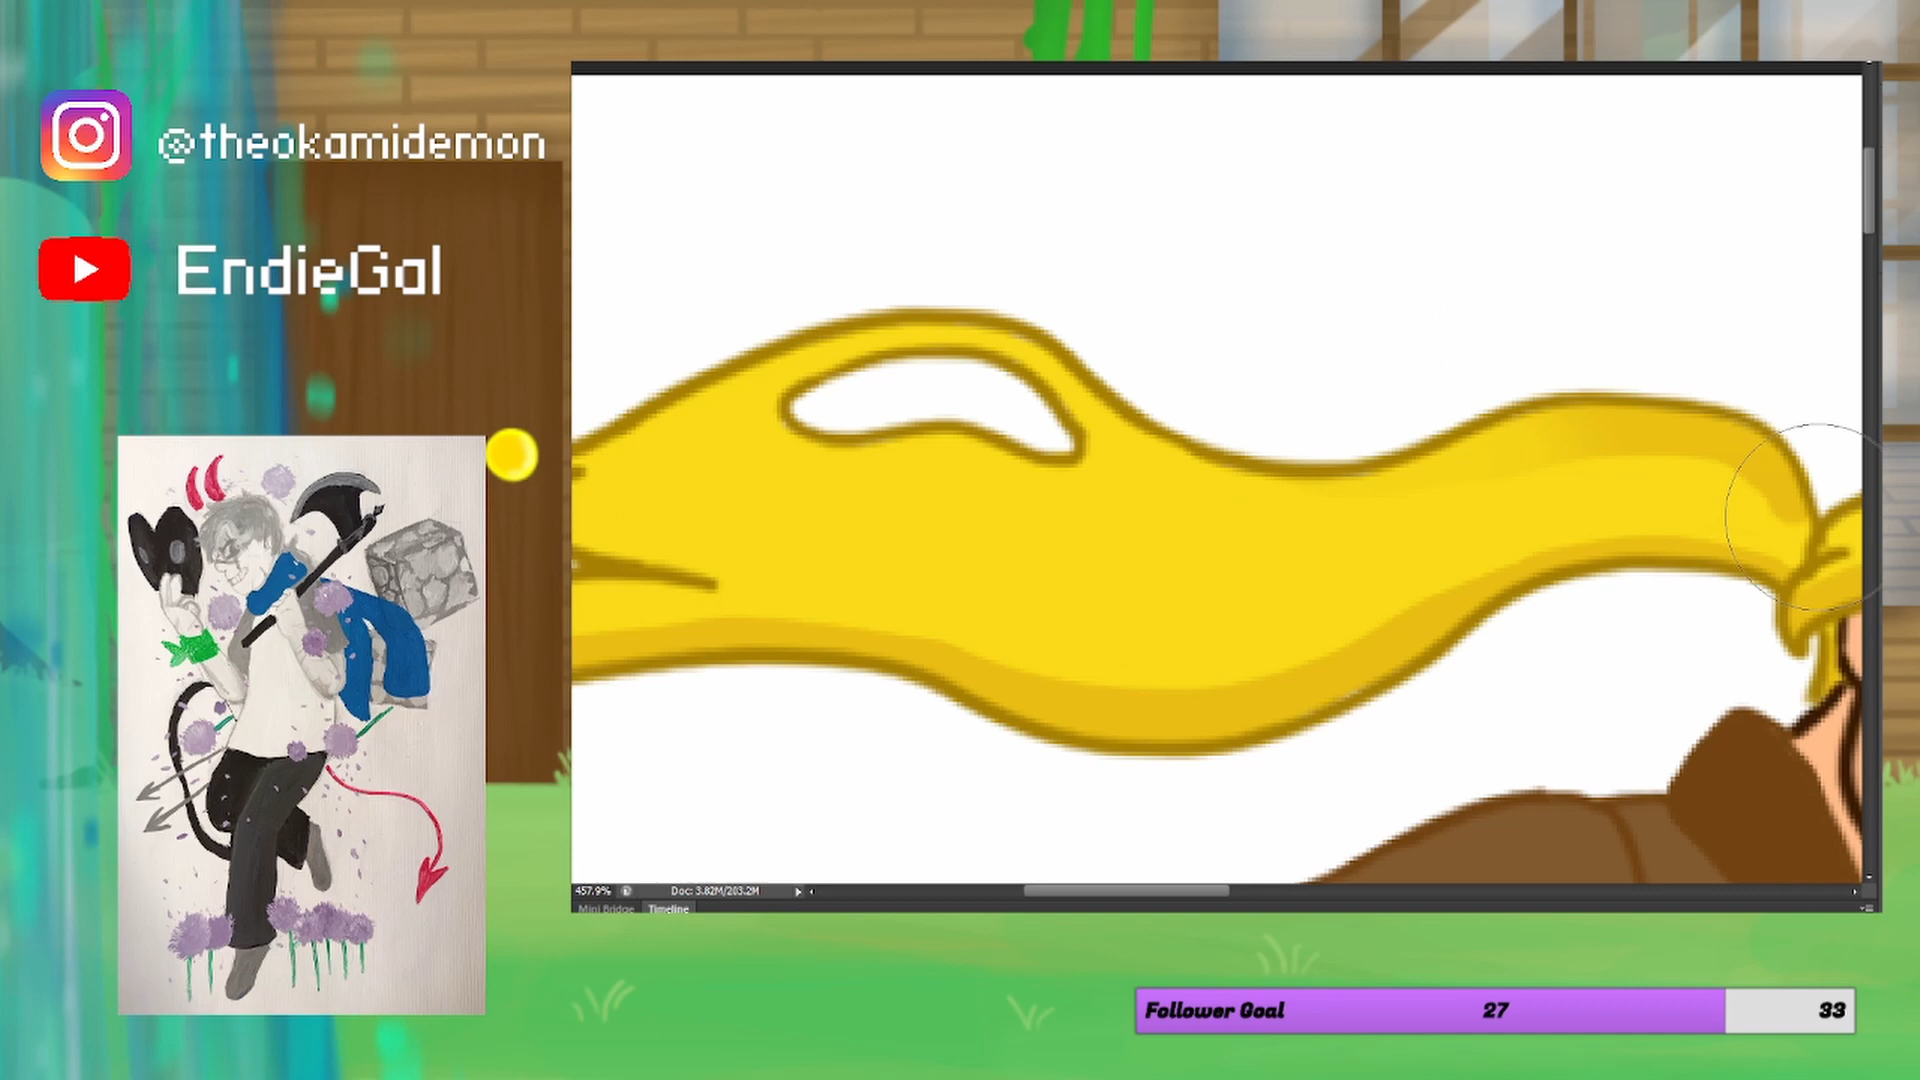 @theokamidemon
EndieGal
457.9%
Doc: 3.82M/203.2M
Mini Bridge
Timeline
Follower Goal
27
33